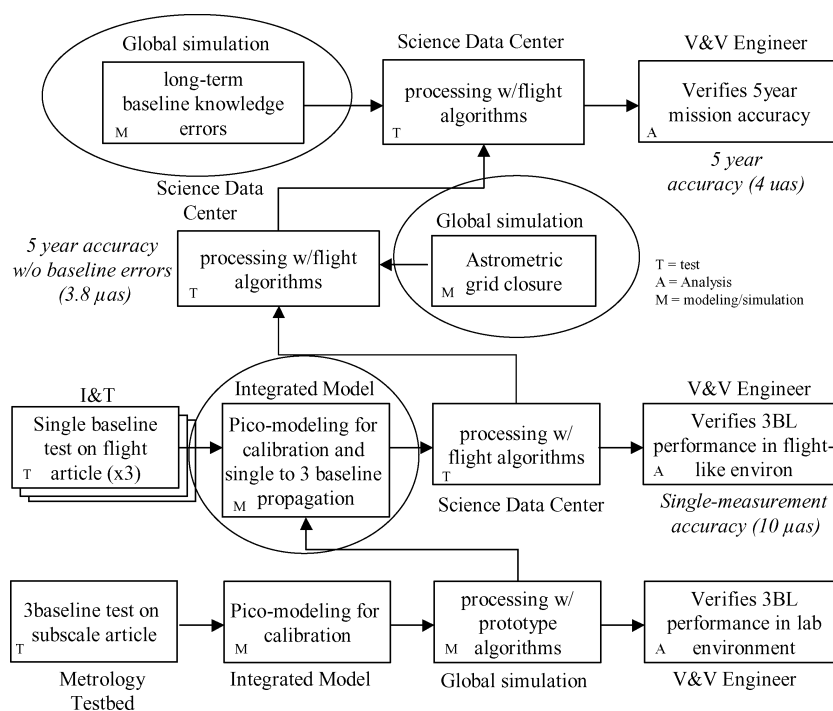 Global simulation
long-term
baseline knowledge
errors
M
Science Data Center
processing w/flight
algorithms
T
V&V Engineer
Verifies 5year
mission accuracy
A
5 year
accuracy (4 uas)
Science Data
Center
5 year accuracy
w/o baseline errors
(3.8 µas)
processing w/flight
algorithms
T
Global simulation
Astrometric
grid closure
M
T = test
A = Analysis
M = modeling/simulation
I&T
Single baseline
test on flight
article (x3)
T
Integrated Model
Pico-modeling for
calibration and
single to 3 baseline
propagation
M
processing w/
flight algorithms
T
Science Data Center
V&V Engineer
Verifies 3BL
performance in flight-
like environ
A
Single-measurement
accuracy (10 µas)
3baseline test on
subscale article
T
Metrology
Testbed
Pico-modeling for
calibration
M
Integrated Model
processing w/
prototype
algorithms
M
Global simulation
Verifies 3BL
performance in lab
environment
A
V&V Engineer